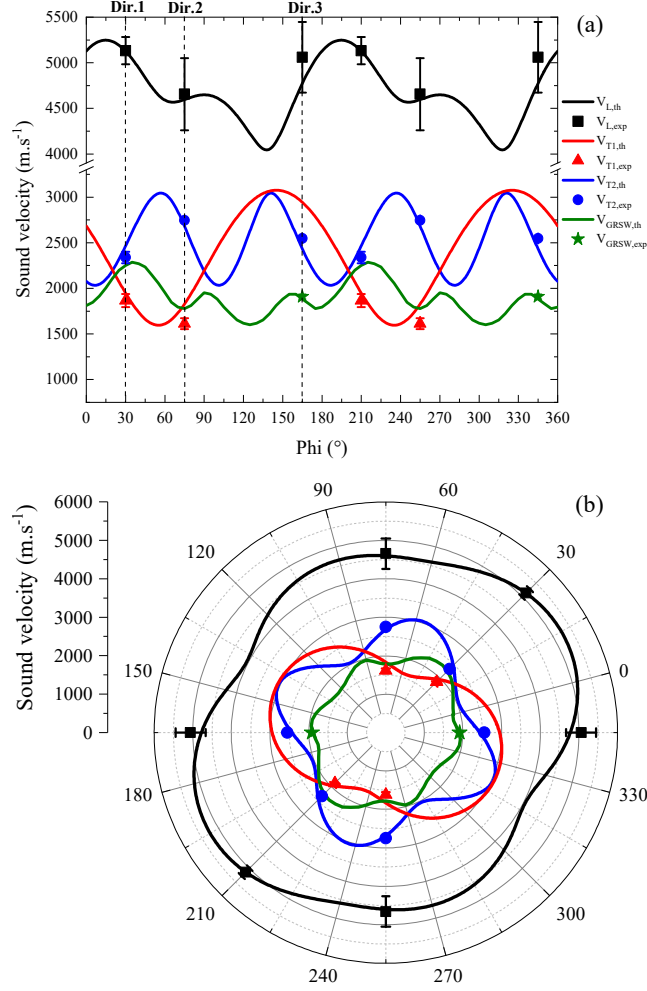 Dir.1 Dir.2 Dir.3
(a)
5500
5000
4500
4000
3000
2500
2000
1500
1000
Sound velocity (m.s⁻¹)
0 30 60 90 120 150 180 210 240 270 300 330 360
Phi (°)
V_L,th
V_L,exp
V_T1,th
V_T1,exp
V_T2,th
V_T2,exp
V_GRSW,th
V_GRSW,exp
(b)
6000
5000
4000
3000
2000
1000
0
Sound velocity (m.s⁻¹)
90 60
120 30
150 0
180 330
210 300
240 270